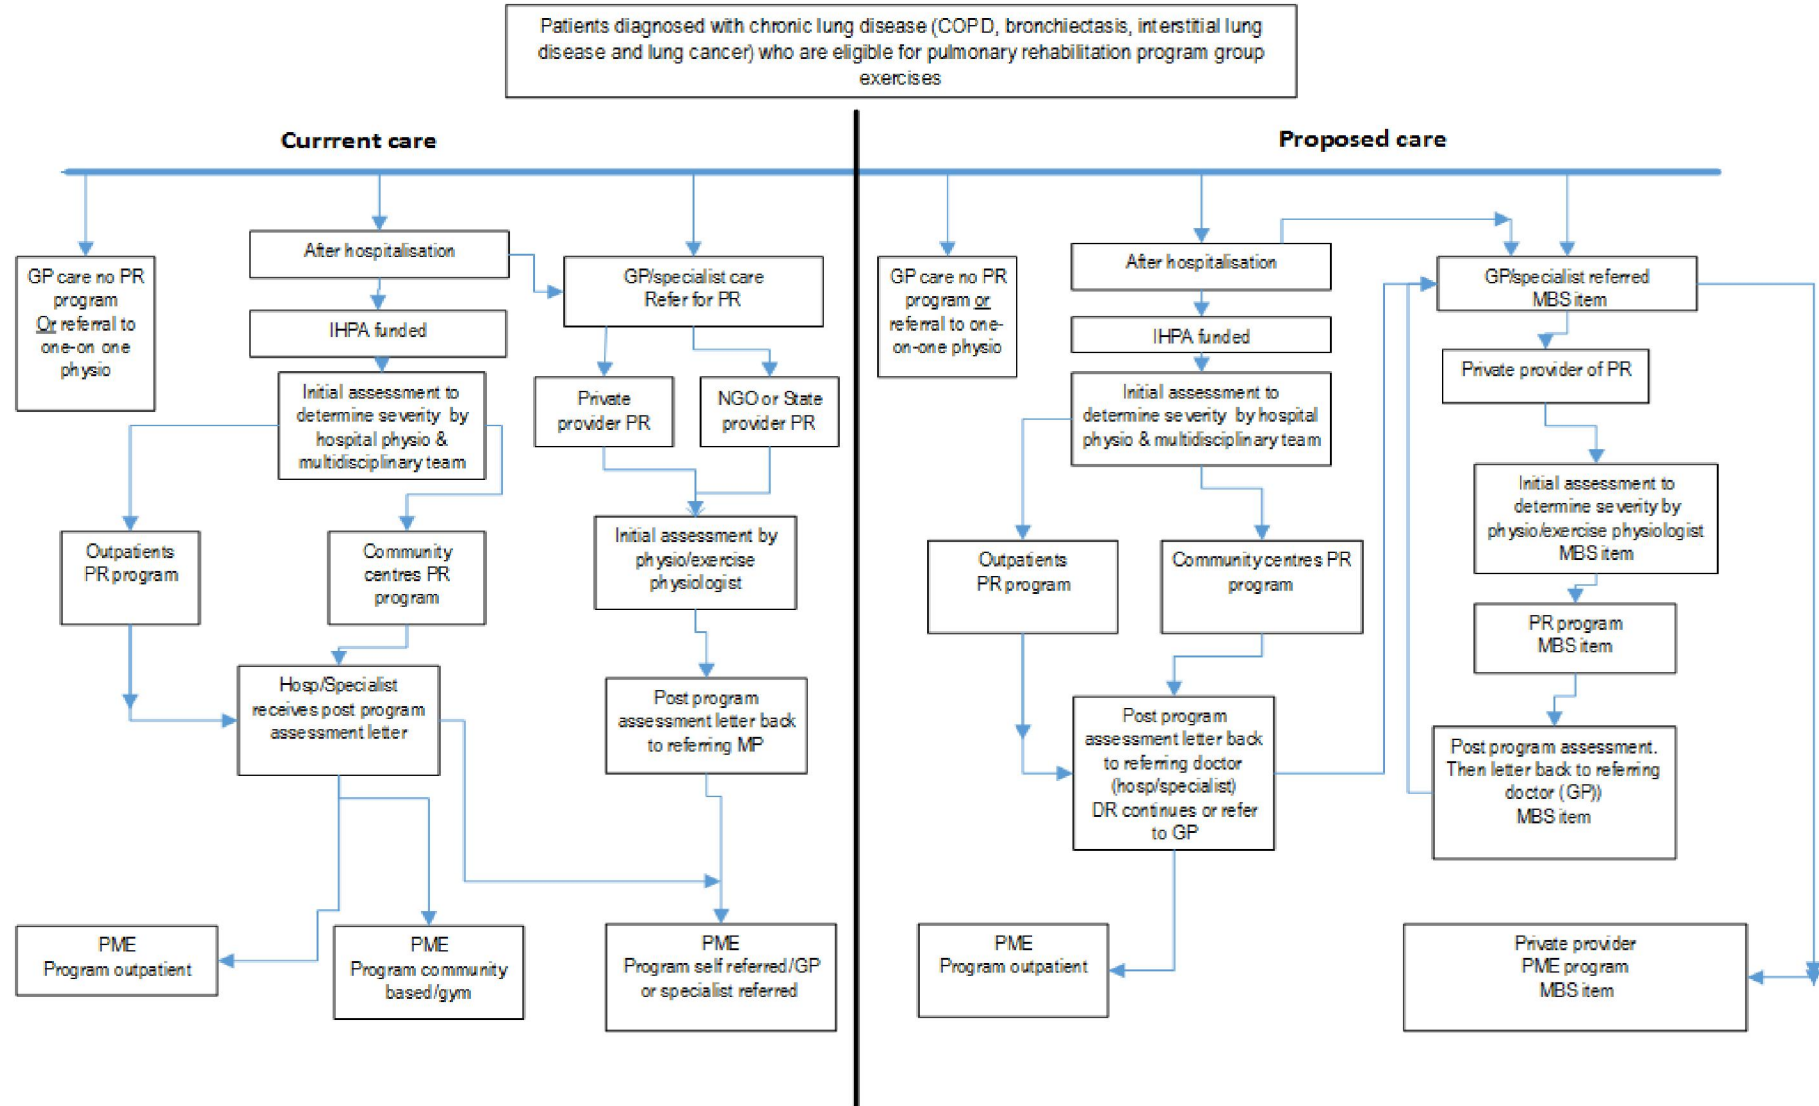 Patients diagnosed with chronic lung disease (COPD, bronchiectasis, interstitial lung
disease and lung cancer) who are eligible for pulmonary rehabilitation program group
exercises
Currrent care
GP care no PR
program
Or referral to
one-on one
physio
After hospitalisation
IHPA funded
Initial assessment to
determine severity by
hospital physio &
multidisciplinary team
GP/specialist care
Refer for PR
Private
provider PR
NGO or State
provider PR
Outpatients
PR program
Community
centres PR
program
Initial assessment by
physio/exercise
physiologist
Hosp/Specialist
receives post program
assessment letter
Post program
assessment letter back
to referring MP
PME
Program outpatient
PME
Program community
based/gym
PME
Program self referred/GP
or specialist referred
Proposed care
GP care no PR
program or
referral to one-
on-one physio
After hospitalisation
IHPA funded
Initial assessment to
determine severity by hospital
physio & multidisciplinary team
GP/specialist referred
MBS item
Private provider of PR
Initial assessment to
determine severity by
physio/exercise physiologist
MBS item
Outpatients
PR program
Community centres PR
program
PR program
MBS item
Post program
assessment letter back
to referring doctor
(hosp/specialist)
DR continues or refer
to GP
Post program assessment.
Then letter back to referring
doctor (GP))
MBS item
PME
Program outpatient
Private provider
PME program
MBS item